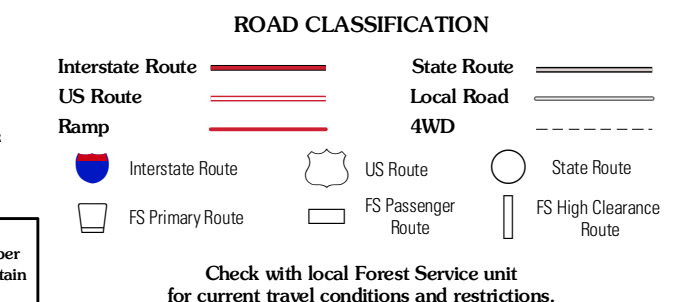 ROAD CLASSIFICATION
Interstate Route
State Route
US Route
Local Road
Ramp
4WD
Interstate Route
US Route
State Route
FS Primary Route
FS Passenger
Route
FS High Clearance
Route
Check with local Forest Service unit
for current travel conditions and restrictions.